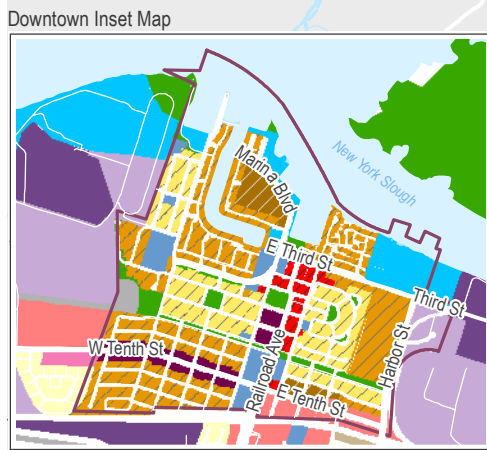 Downtown Inset Map
New York Slough
Marina Blvd
E Third St
Third St
W Tenth St
Railroad Ave
Harbor St
E Tenth St